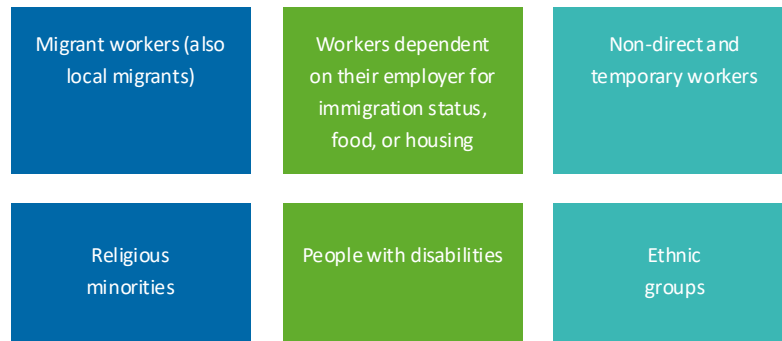 Migrant workers (also
local migrants)
Workers dependent
on their employer for
immigration status,
food, or housing
Non-direct and
temporary workers
Religious
minorities
People with disabilities
Ethnic
groups